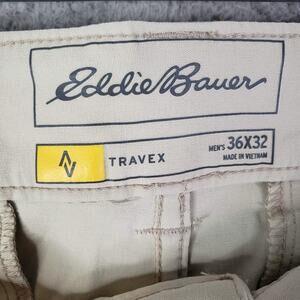 Eddie Bauer
TRAVEX
MEN'S 36X32
MADE IN VIETNAM